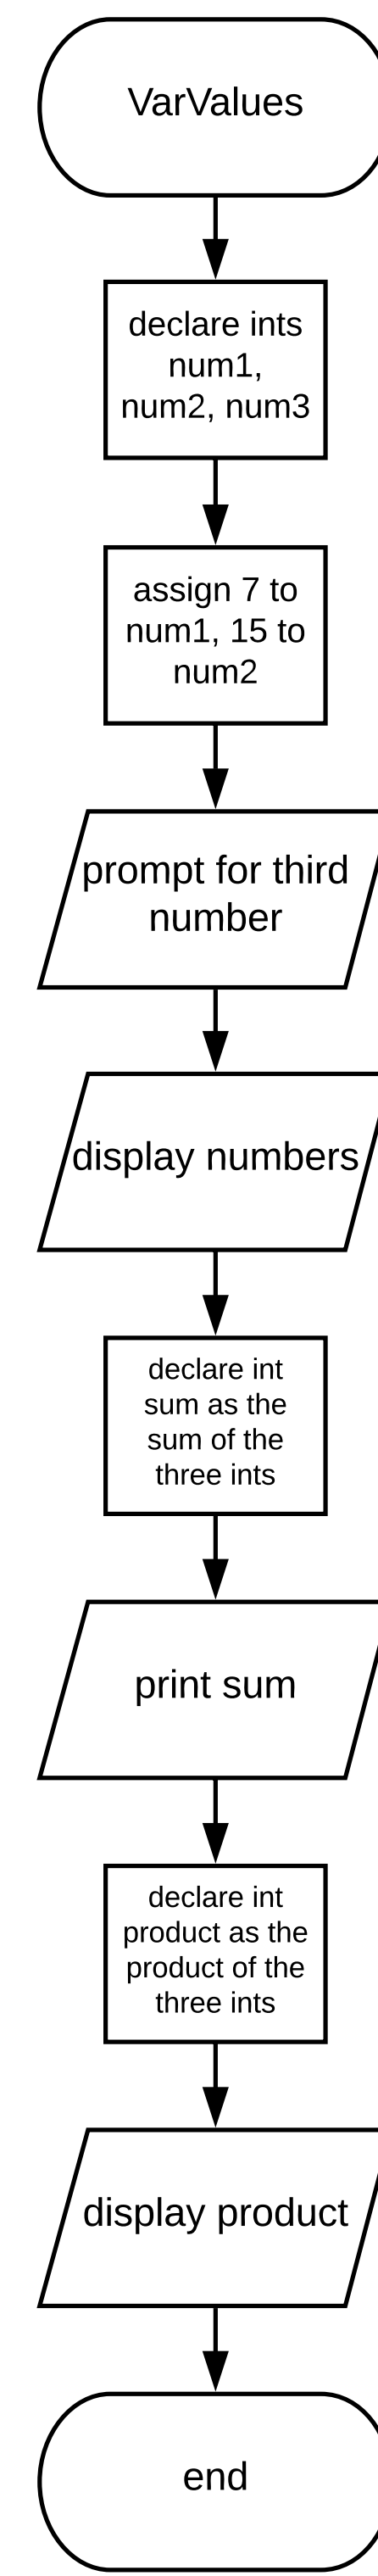 VarValues
declare ints
num1,
num2, num3
assign 7 to
num1, 15 to
num2
prompt for third
number
display numbers
declare int
sum as the
sum of the
three ints
print sum
declare int
product as the
product of the
three ints
display product
end